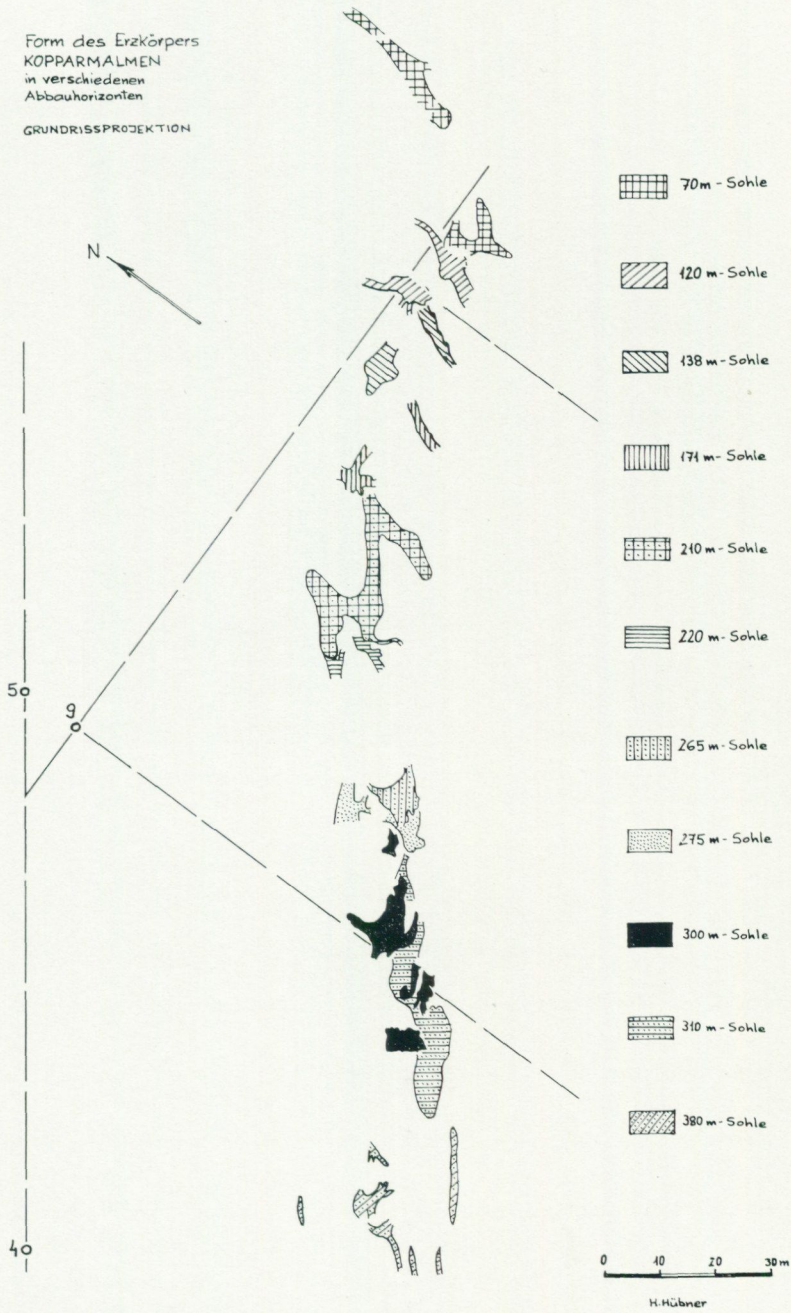 Form des Erzkörpers
KOPPARMALMEN
in verschiedenen
Abbauhorizonten
GRUNDRISSPROJEKTION
N
70m-Sohle
120 m-Sohle
138 m-Sohle
171 m-Sohle
210 m-Sohle
220 m-Sohle
50
9
265 m-Sohle
275 m-Sohle
300 m-Sohle
310 m-Sohle
380 m-Sohle
40
0 10 20 30m
H.Hübner